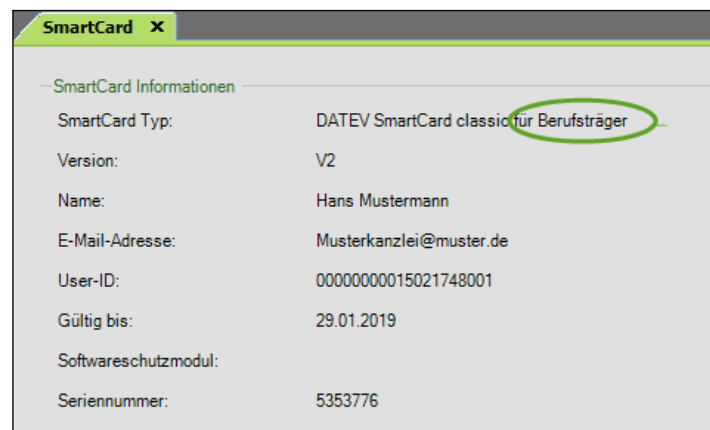 SmartCard X
SmartCard Informationen
SmartCard Typ: DATEV SmartCard classic für Berufsträger
Version: V2
Name: Hans Mustermann
E-Mail-Adresse: Musterkanzlei@muster.de
User-ID: 00000000015021748001
Gültig bis: 29.01.2019
Softwareschutzmodul:
Seriennummer: 5353776